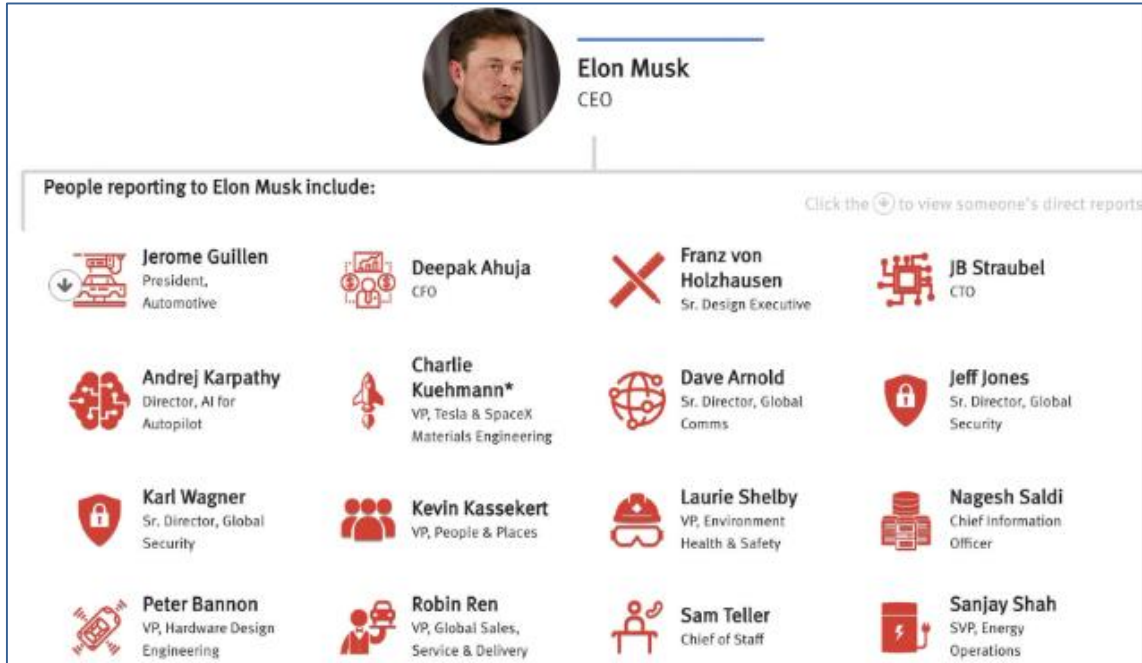 Elon Musk
CEO
People reporting to Elon Musk include:
Click the to view someone's direct reports
Jerome Guillen
President,
Automotive
Deepak Ahuja
CFO
Franz von
Holzhausen
Sr. Design Executive
JB Straubel
CTO
Andrej Karpathy
Director, AI for
Autopilot
Charlie
Kuehmann*
VP, Tesla & SpaceX
Materials Engineering
Dave Arnold
Sr. Director, Global
Comms
Jeff Jones
Sr. Director, Global
Security
Karl Wagner
Sr. Director, Global
Security
Kevin Kassekert
VP, People & Places
Laurie Shelby
VP, Environment
Health & Safety
Nagesh Saldi
Chief Information
Officer
Peter Bannon
VP, Hardware Design
Engineering
Robin Ren
VP, Global Sales,
Service & Delivery
Sam Teller
Chief of Staff
Sanjay Shah
SVP, Energy
Operations